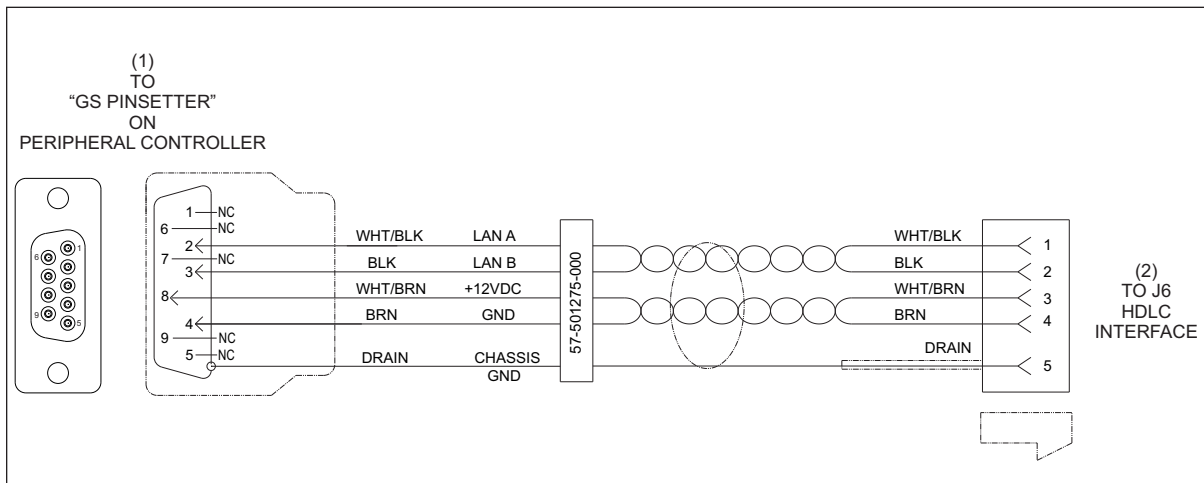 (1)
TO
“GS PINSETTER”
ON
PERIPHERAL CONTROLLER
1
6
9
5
1 NC
6 NC
2 WHT/BLK LAN A WHT/BLK 1
7 NC
3 BLK LAN B BLK 2
8 WHT/BRN +12VDC WHT/BRN 3
4 BRN GND BRN 4
9 NC
5 NC
DRAIN CHASSIS DRAIN 5
GND
57-501275-000
(2)
TO J6
HDLC
INTERFACE